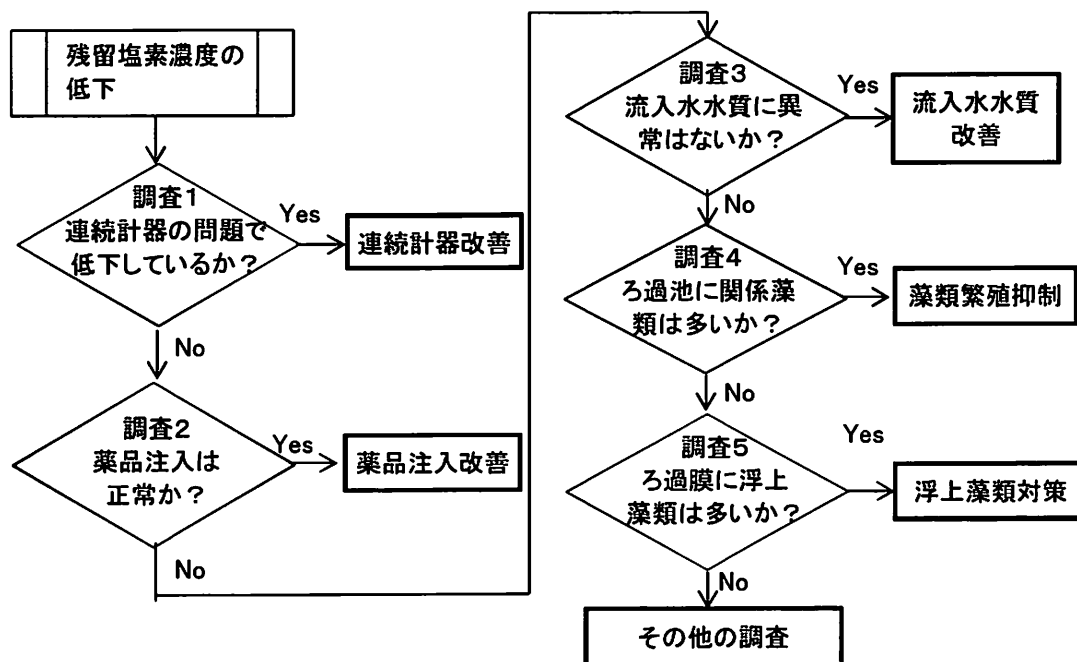 残留塩素濃度の
低下
調査1
連続計器の問題で
低下しているか？
Yes
連続計器改善
No
調査2
薬品注入は
正常か？
Yes
薬品注入改善
No
調査3
流入水水質に異
常はないか？
Yes
流入水水質
改善
No
調査4
ろ過池に関係藻
類は多いか？
Yes
藻類繁殖抑制
No
調査5
ろ過膜に浮上
藻類は多いか？
Yes
浮上藻類対策
No
その他の調査